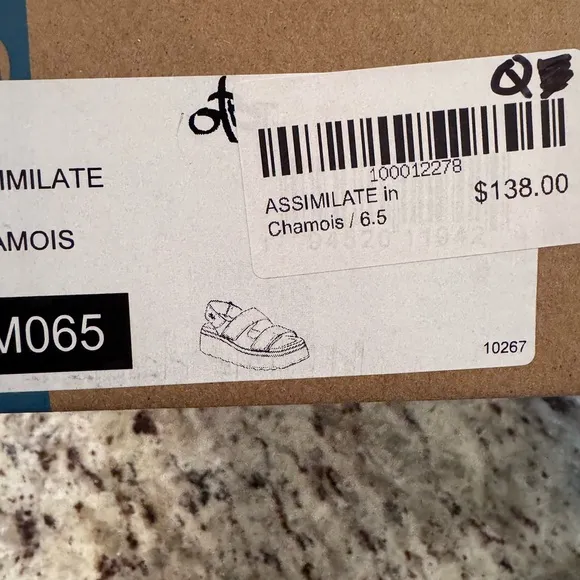 Q
100012278
ASSIMILATE in
Chamois / 6.5
$138.00
IMILATE
AMOIS
M065
10267